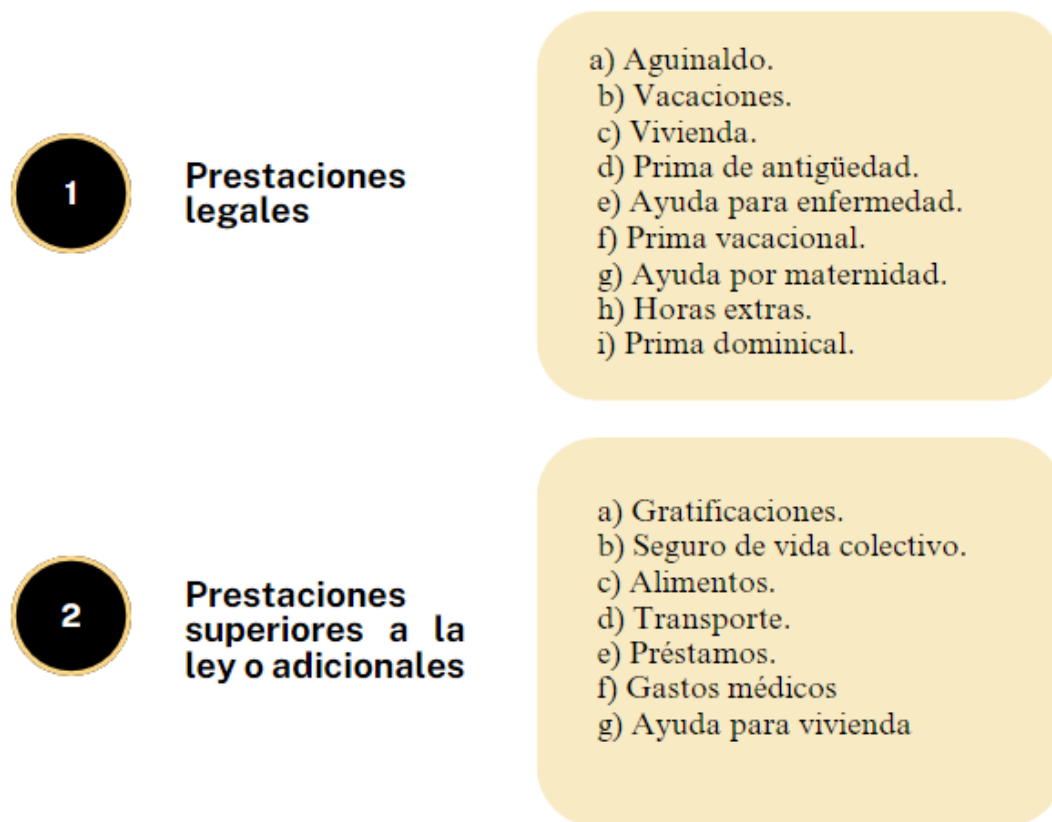 1
Prestaciones
legales
a) Aguinaldo.
b) Vacaciones.
c) Vivienda.
d) Prima de antigüedad.
e) Ayuda para enfermedad.
f) Prima vacacional.
g) Ayuda por maternidad.
h) Horas extras.
i) Prima dominical.
2
Prestaciones
superiores a la
ley o adicionales
a) Gratificaciones.
b) Seguro de vida colectivo.
c) Alimentos.
d) Transporte.
e) Préstamos.
f) Gastos médicos
g) Ayuda para vivienda